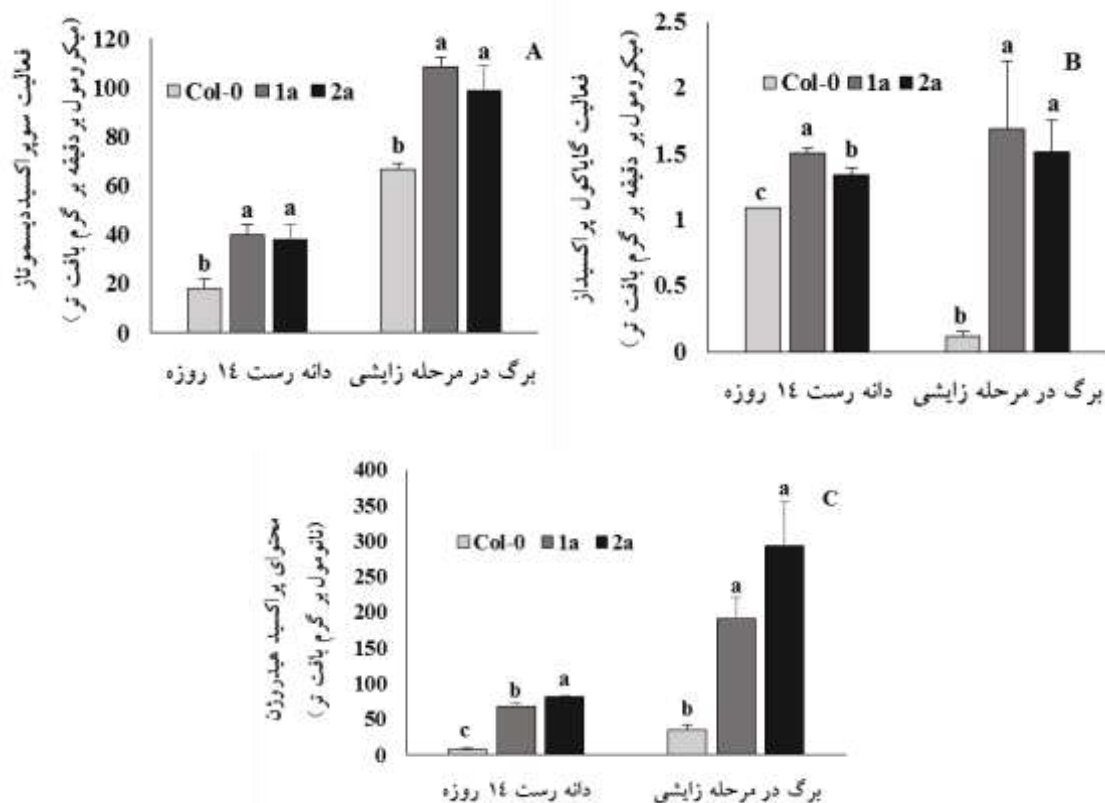 A
فعالیت سوپراکسیددیسموتاز
(میکرومول بر دقیقه بر گرم بافت تر)
120
100
80
60
40
20
0
Col-0 1a 2a
b a a
b a a
دانه رست ١٤ روزه
برگ در مرحله زایشی
B
فعالیت گایاکول پراکسیداز
(میکرومول بر دقیقه بر گرم بافت تر)
2.5
2
1.5
1
0.5
0
Col-0 1a 2a
c a b
b a a
دانه رست ١٤ روزه
برگ در مرحله زایشی
C
محتوای پراکسید هیدروژن
(نانومول بر گرم بافت تر)
400
350
300
250
200
150
100
50
0
Col-0 1a 2a
c b a
b a a
دانه رست ١٤ روزه
برگ در مرحله زایشی